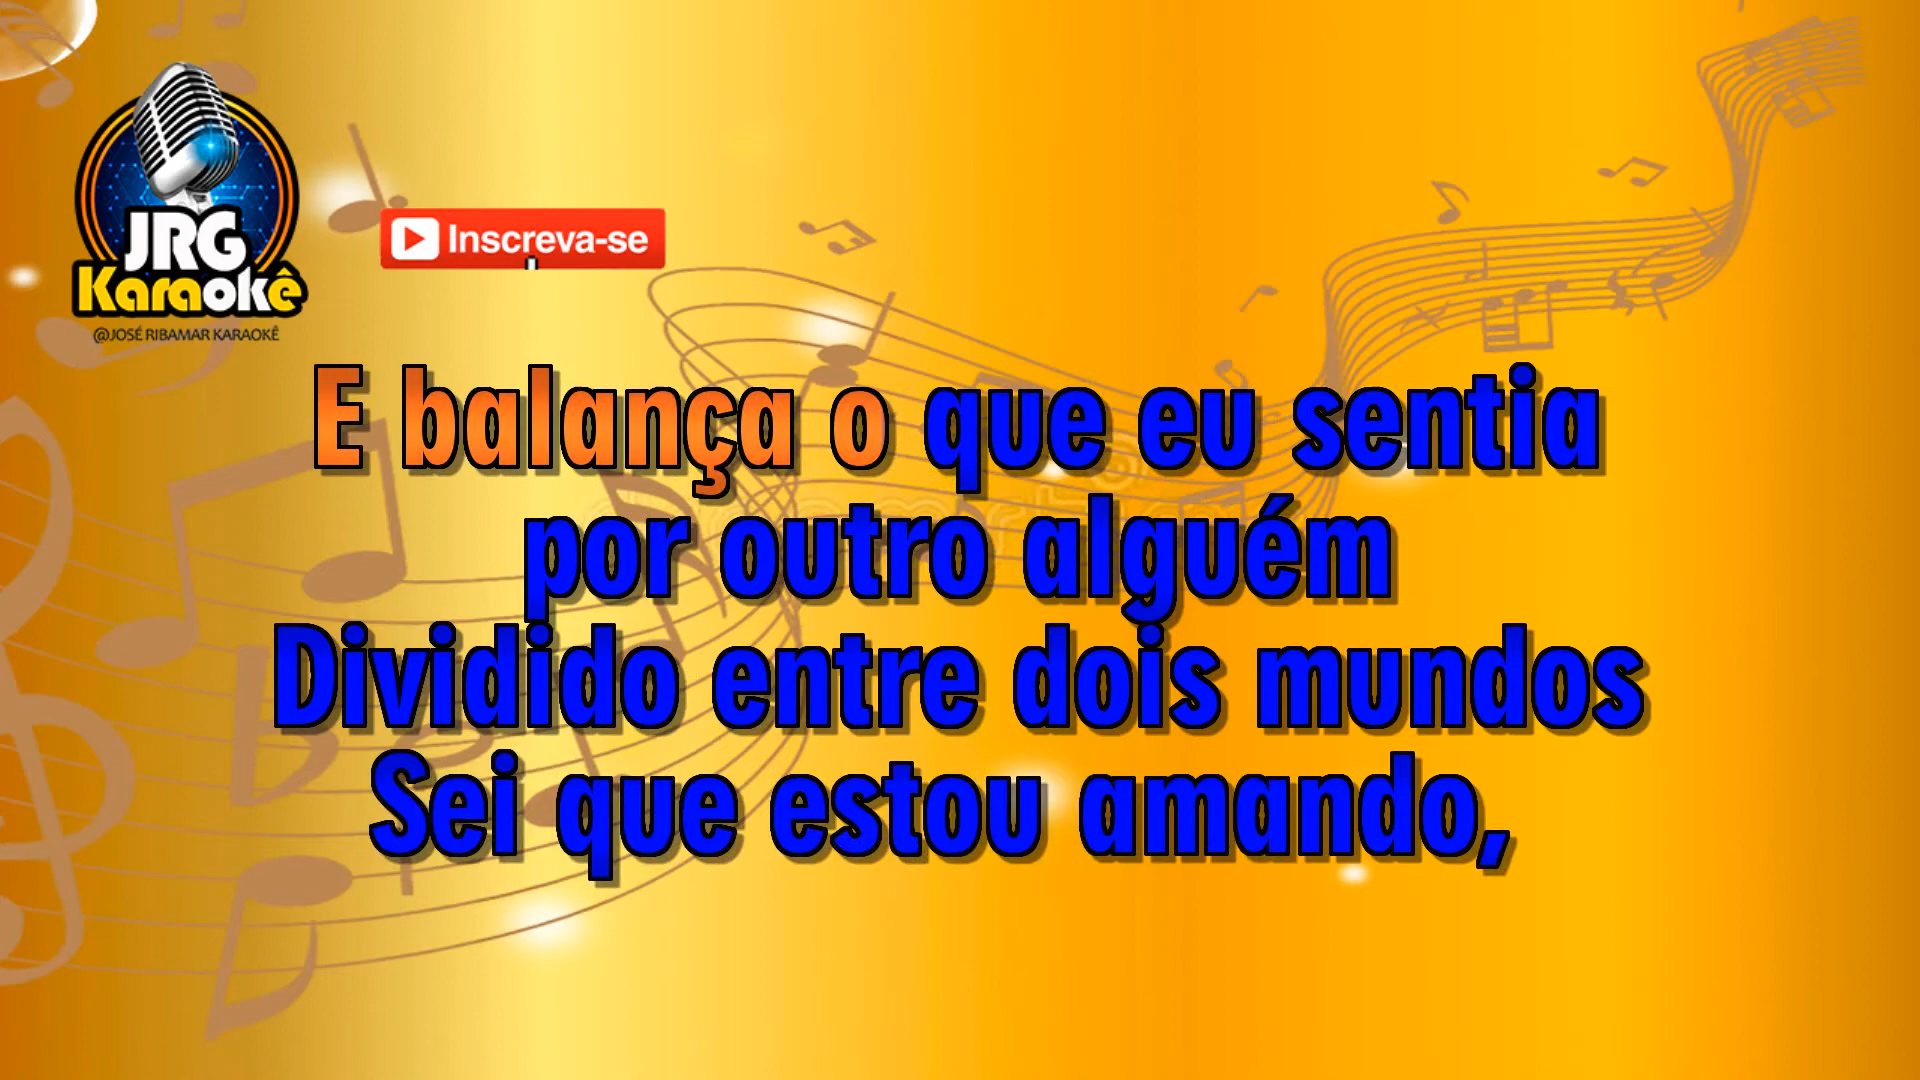 JRG
Karaokê
@JOSÉ RIBAMAR KARAOKÊ
Inscreva-se
E balança o que eu sentia
por outro alguém
Dividido entre dois mundos
Sei que estou amando,